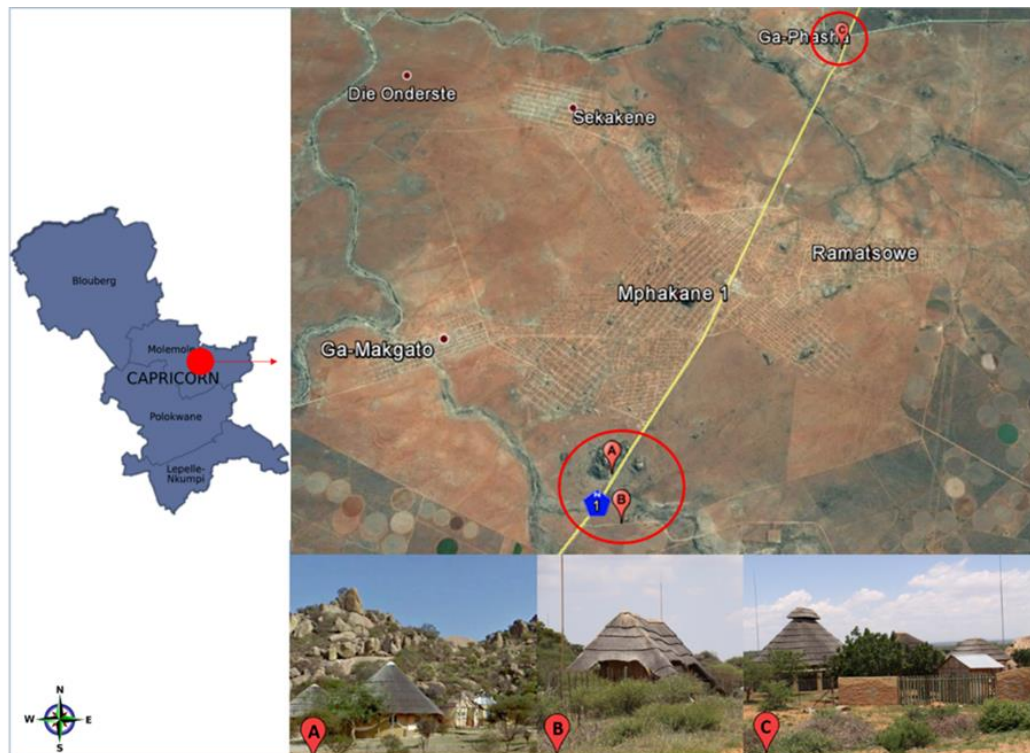 Blouberg
Molemole
CAPRICORN
Polokwane
Lepelle-
Nkumpi
N
W E
S
Ga-Phasha
C
Die Onderste
Sekakene
Ramatsowe
Mphakane 1
Ga-Makgato
A
N
1
B
A
B
C